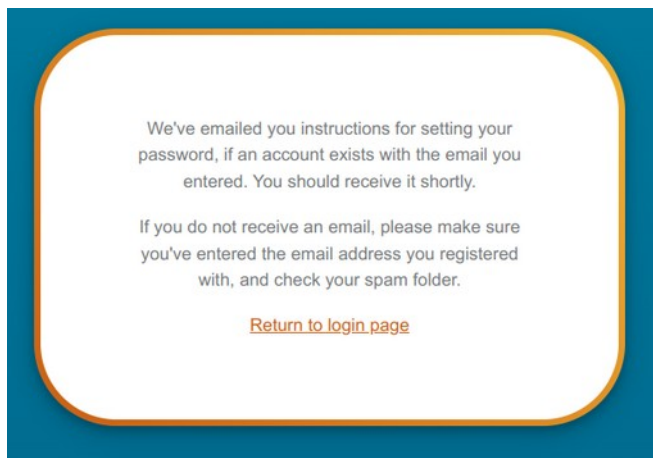 We've emailed you instructions for setting your
password, if an account exists with the email you
entered. You should receive it shortly.
If you do not receive an email, please make sure
you've entered the email address you registered
with, and check your spam folder.
Return to login page